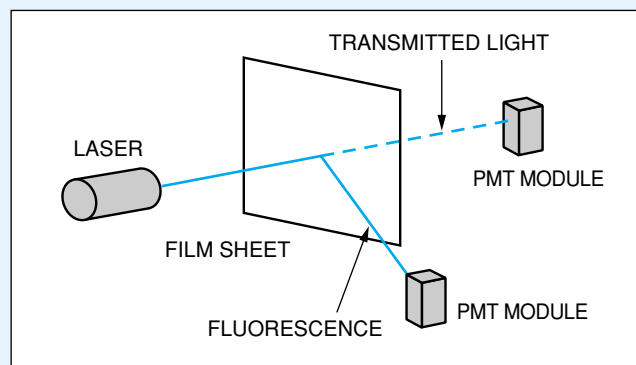 TRANSMITTED LIGHT
LASER
PMT MODULE
FILM SHEET
PMT MODULE
FLUORESCENCE